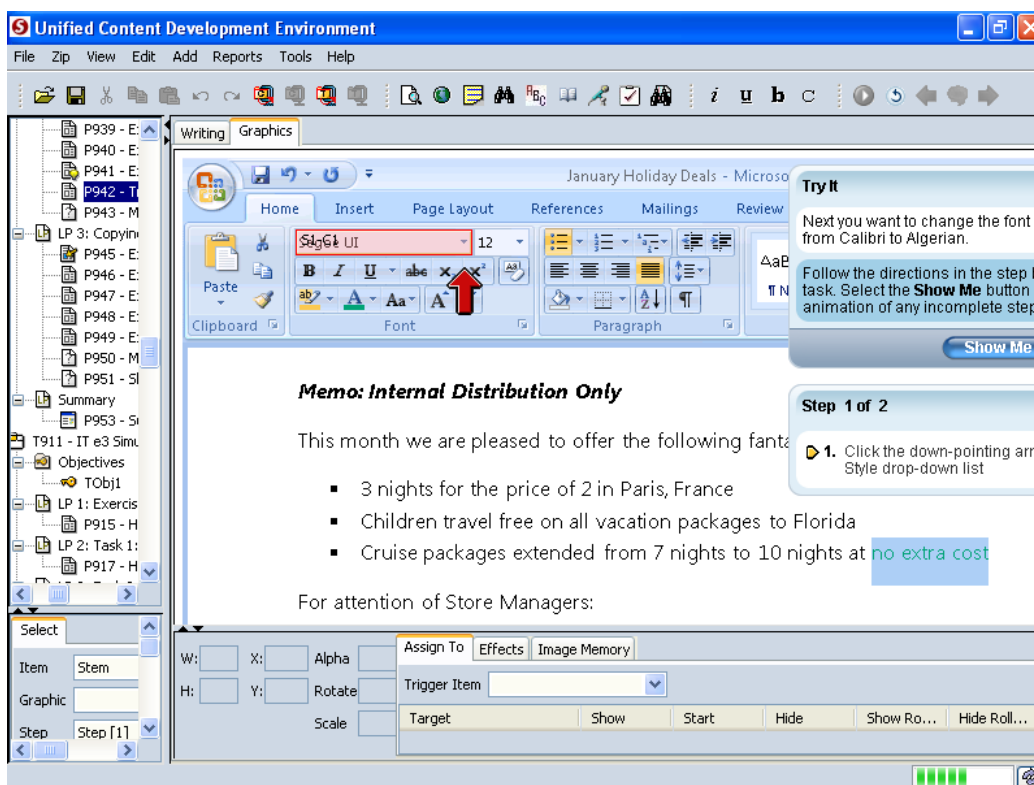 Unified Content Development Environment
File Zip View Edit Add Reports Tools Help
i u b C
P939 - E:
P940 - E:
P941 - E:
P942 - T
P943 - M
LP 3: Copyin
P945 - E:
P946 - E:
P947 - E:
P948 - E:
P949 - E:
P950 - M
P951 - Sl
Summary
P953 - S
T911 - IT e3 Simu
Objectives
TObj1
LP 1: Exercis
P915 - H
LP 2: Task 1:
P917 - H
Writing Graphics
January Holiday Deals - Microso
Home Insert Page Layout References Mailings Review
Segoe UI 12
B I U abe x x²
Paste
ab A Aa A
Clipboard Font Paragraph
AaB
¶ N
Try It
Next you want to change the font
from Calibri to Algerian.
Follow the directions in the step
task. Select the Show Me button
animation of any incomplete step
Show Me
Step 1 of 2
1. Click the down-pointing arr
Style drop-down list
Memo: Internal Distribution Only
This month we are pleased to offer the following fanta
▪ 3 nights for the price of 2 in Paris, France
▪ Children travel free on all vacation packages to Florida
▪ Cruise packages extended from 7 nights to 10 nights at no extra cost
For attention of Store Managers:
Select
Item Stem
Graphic
Step Step [1]
W: X: Alpha
H: Y: Rotate
Scale
Assign To Effects Image Memory
Trigger Item
Target Show Start Hide Show Ro... Hide Roll...